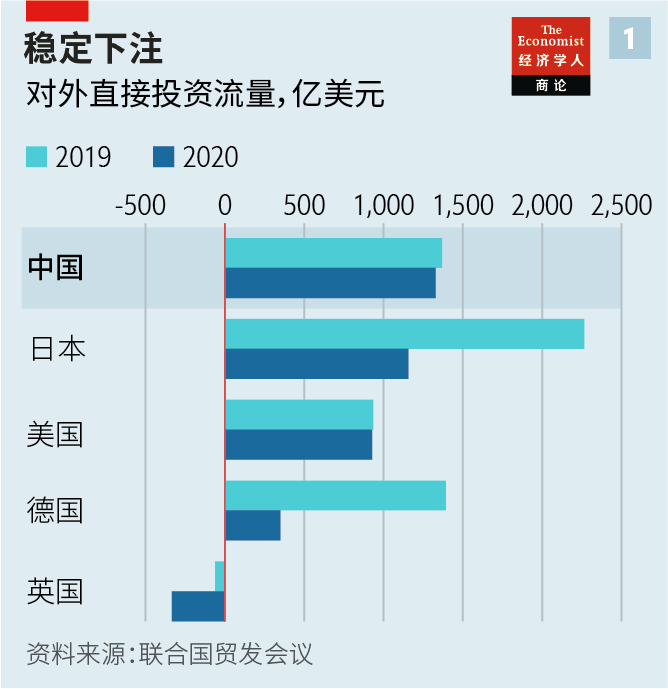 稳定下注
The
Economist
经济学人
商论
1
对外直接投资流量，亿美元
2019 2020
-500 0 500 1,000 1,500 2,000 2,500
中国
日本
美国
德国
英国
资料来源：联合国贸发会议